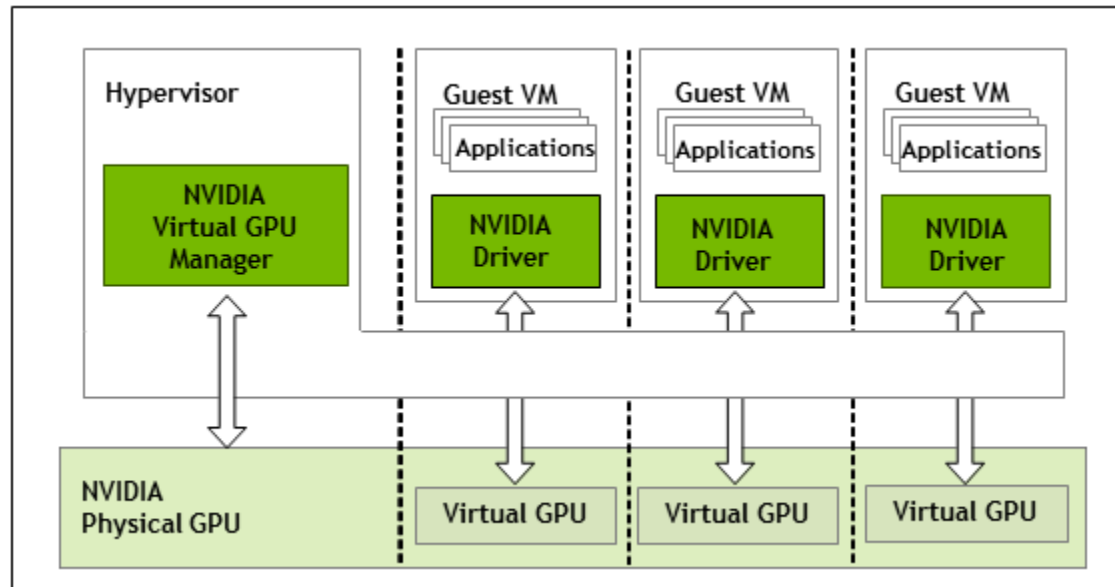 Hypervisor
NVIDIA
Virtual GPU
Manager
Guest VM
Applications
NVIDIA
Driver
Guest VM
Applications
NVIDIA
Driver
Guest VM
Applications
NVIDIA
Driver
NVIDIA
Physical GPU
Virtual GPU
Virtual GPU
Virtual GPU